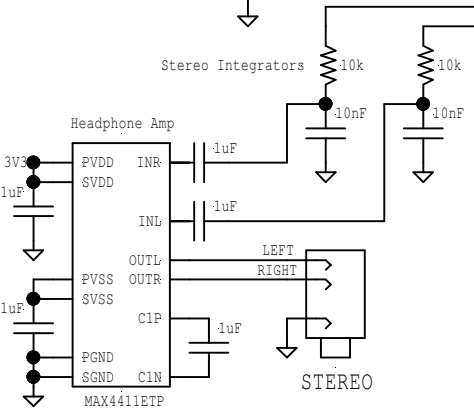 Stereo Integrators
10k
10k
10nF
10nF
Headphone Amp
3V3
PVDD
INR
1uF
SVDD
1uF
INL
1uF
OUTL
LEFT
PVSS
OUTR
RIGHT
SVSS
1uF
C1P
1uF
PGND
SGND
C1N
STEREO
MAX4411ETP